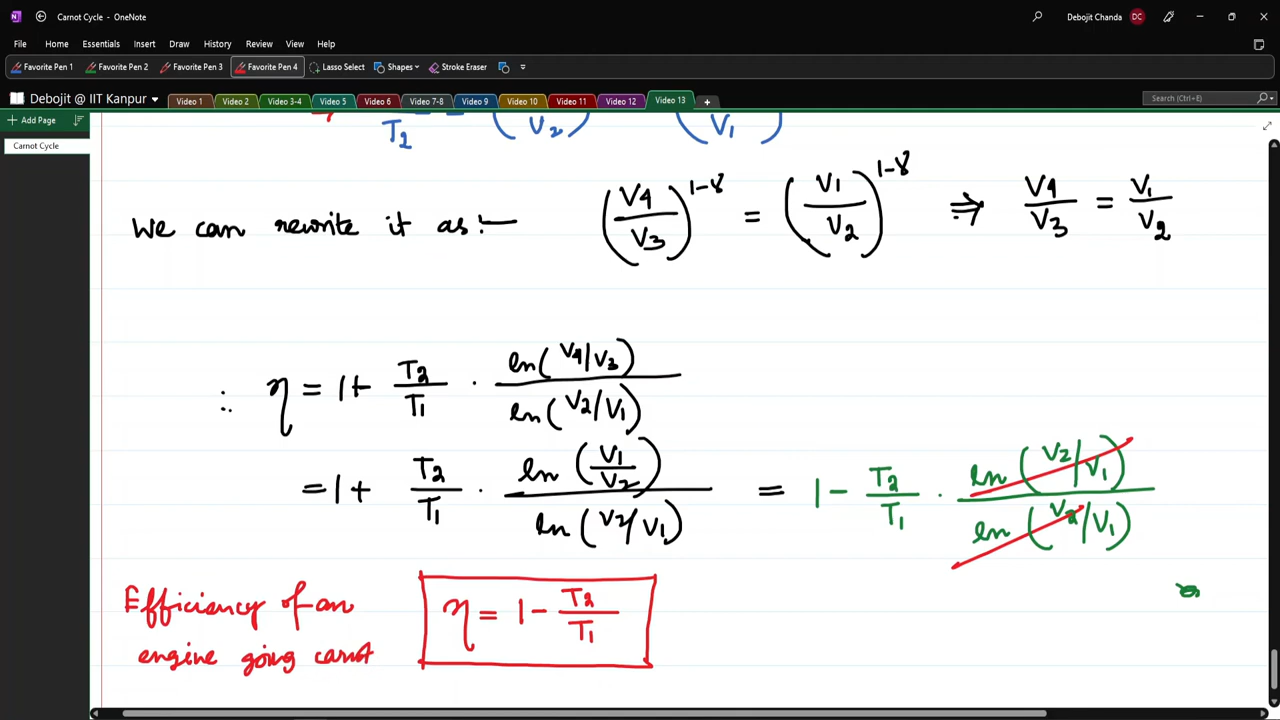 Carnot Cycle - OneNote
Debojit Chanda DC
File Home Essentials Insert Draw History Review View Help
Favorite Pen 1 Favorite Pen 2 Favorite Pen 3 Favorite Pen 4 Lasso Select Shapes Stroke Eraser
Debojit @ IIT Kanpur Video 1 Video 2 Video 3-4 Video 5 Video 6 Video 7-8 Video 9 Video 10 Video 11 Video 12 Video 13 + Search (Ctrl+E)
+ Add Page
Carnot Cycle
T2 (V2) (V1)
We can rewrite it as :- (V4/V3)^1-γ = (V1/V2)^1-γ ⇒ V4/V3 = V1/V2
∴ η = 1 + T2/T1 · ln(V4/V3)/ln(V2/V1)
= 1 + T2/T1 · ln(V1/V2)/ln(V2/V1) = 1 - T2/T1 · ln(V2/V1)/ln(V2/V1)
Efficiency of an η = 1 - T2/T1
engine going carnot